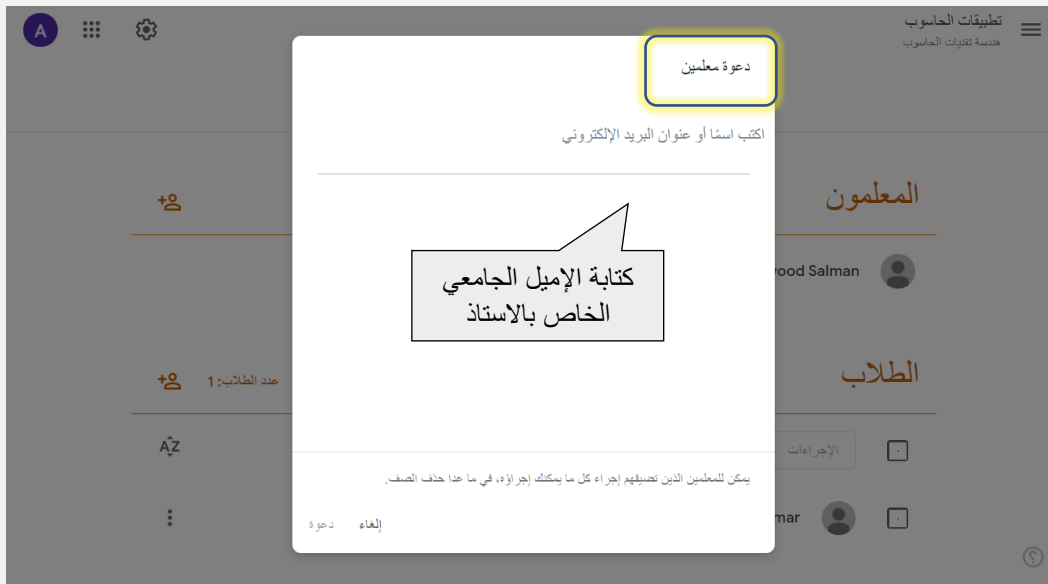 A
تطبيقات الحاسوب
هندسة تقنيات الحاسوب
دعوة معلمين
اكتب اسمًا أو عنوان البريد الإلكتروني
المعلمون
Salman
كتابة الإميل الجامعي
الخاص بالاستاذ
الطلاب
عدد الطلاب: 1
الإجراءات
AZ
يمكن للمعلمين الذين تضيفهم إجراء كل ما يمكنك إجراؤه، في ما عدا حذف الصف.
إلغاء
دعوة